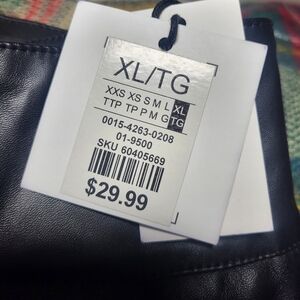 XL/TG
XXS XS S M L XL
TTP TP P M G TG
0015-4263-0208
01-9500
SKU 60405669
$29.99